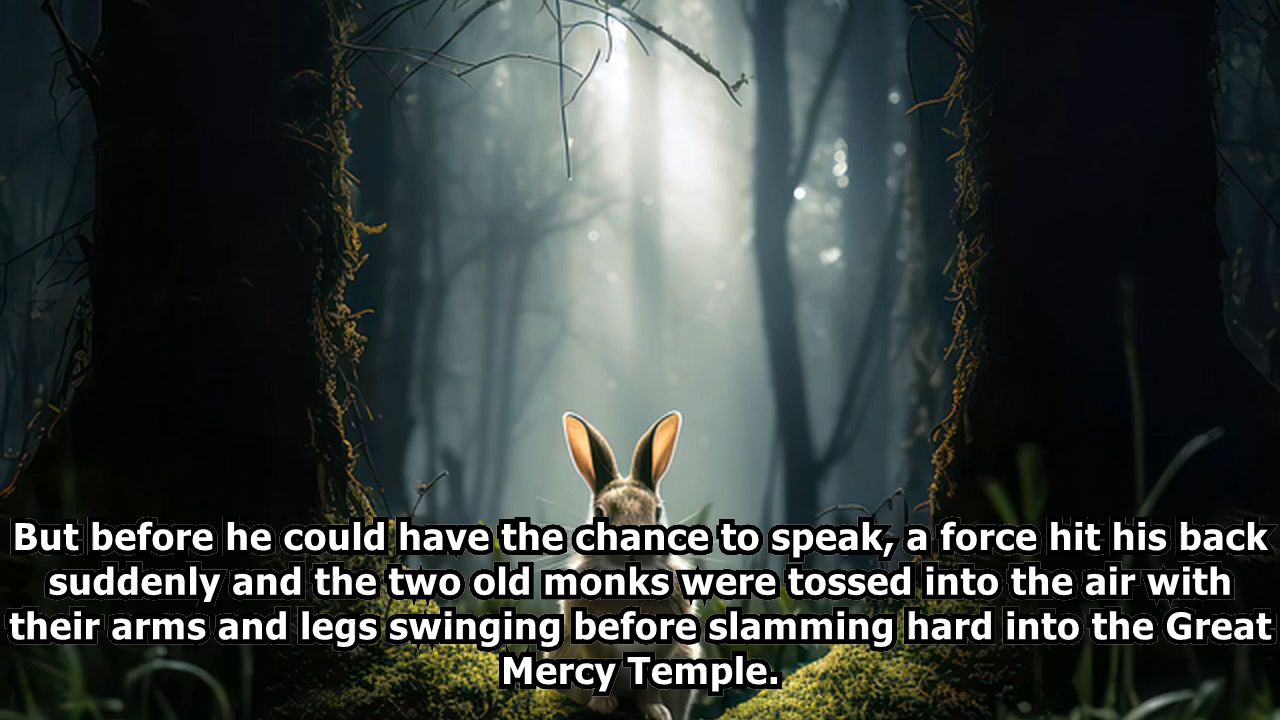 But before he could have the chance to speak, a force hit his back
suddenly and the two old monks were tossed into the air with
their arms and legs swinging before slamming hard into the Great
Mercy Temple.